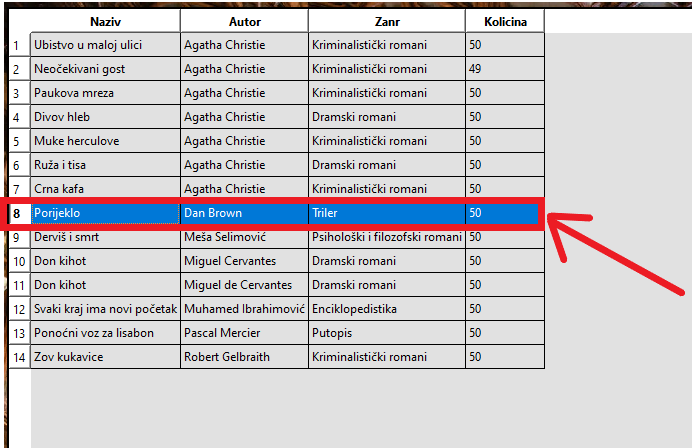 Naziv Autor Zanr Kolicina
1 Ubistvo u maloj ulici Agatha Christie Kriminalistički romani 50
2 Neočekivani gost Agatha Christie Kriminalistički romani 49
3 Paukova mreza Agatha Christie Kriminalistički romani 50
4 Divov hleb Agatha Christie Dramski romani 50
5 Muke herculove Agatha Christie Kriminalistički romani 50
6 Ruža i tisa Agatha Christie Dramski romani 50
7 Crna kafa Agatha Christie Kriminalistički romani 50
8 Porijeklo Dan Brown Triler 50
9 Derviš i smrt Meša Selimović Psihološki i filozofski romani 50
10 Don kihot Miguel Cervantes Dramski romani 50
11 Don kihot Miguel de Cervantes Dramski romani 50
12 Svaki kraj ima novi početak Muhamed Ibrahimović Enciklopedistika 50
13 Ponoćni voz za lisabon Pascal Mercier Putopis 50
14 Zov kukavice Robert Gelbraith Kriminalistički romani 50